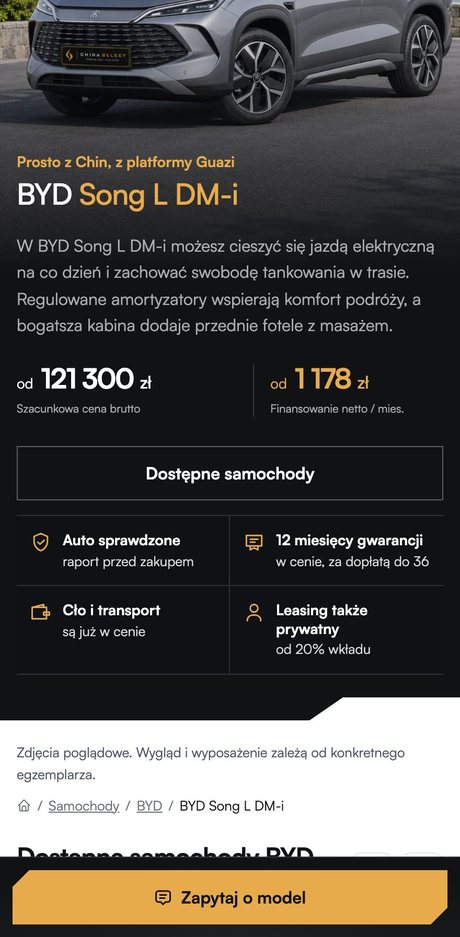 CHINA SELECT
Prosto z Chin, z platformy Guazi
BYD Song L DM-i
W BYD Song L DM-i możesz cieszyć się jazdą elektryczną
na co dzień i zachować swobodę tankowania w trasie.
Regulowane amortyzatory wspierają komfort podróży, a
bogatsza kabina dodaje przednie fotele z masażem.
od 121 300 zł
Szacunkowa cena brutto
od 1 178 zł
Finansowanie netto / mies.
Dostępne samochody
Auto sprawdzone
raport przed zakupem
12 miesięcy gwarancji
w cenie, za dopłatą do 36
Cło i transport
są już w cenie
Leasing także
prywatny
od 20% wkładu
Zdjęcia poglądowe. Wygląd i wyposażenie zależą od konkretnego
egzemplarza.
/ Samochody / BYD / BYD Song L DM-i
Dostępne samochody BYD
Zapytaj o model